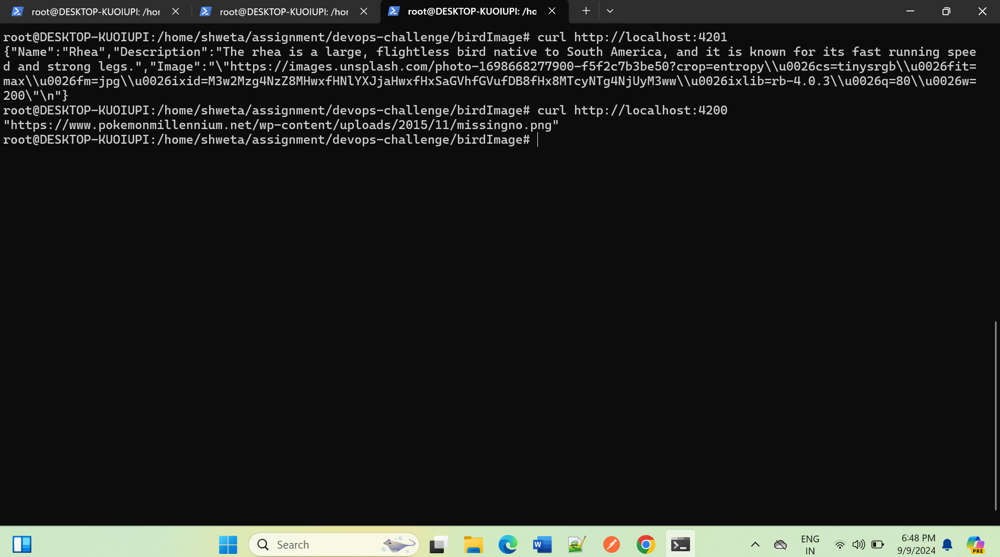 root@DESKTOP-KUOIUPI: /hor
root@DESKTOP-KUOIUPI: /hor
root@DESKTOP-KUOIUPI: /ho
root@DESKTOP-KUOIUPI:/home/shweta/assignment/devops-challenge/birdImage# curl http://localhost:4201
{"Name":"Rhea","Description":"The rhea is a large, flightless bird native to South America, and it is known for its fast running spee
d and strong legs.","Image":"\"https://images.unsplash.com/photo-1698668277900-f5f2c7b3be50?crop=entropy\\u0026cs=tinysrgb\\u0026fit=
max\\u0026fm=jpg\\u0026ixid=M3w2Mzg4NzZ8MHwxfHNlYXJjaHwxfHxSaGVhfGVufDB8fHx8MTcyNTg4NjUyM3ww\\u0026ixlib=rb-4.0.3\\u0026q=80\\u0026w=
200\"\n"}
root@DESKTOP-KUOIUPI:/home/shweta/assignment/devops-challenge/birdImage# curl http://localhost:4200
"https://www.pokemonmillennium.net/wp-content/uploads/2015/11/missingno.png"
root@DESKTOP-KUOIUPI:/home/shweta/assignment/devops-challenge/birdImage#
Search
W
ENG
IN
6:48 PM
9/9/2024
PRE